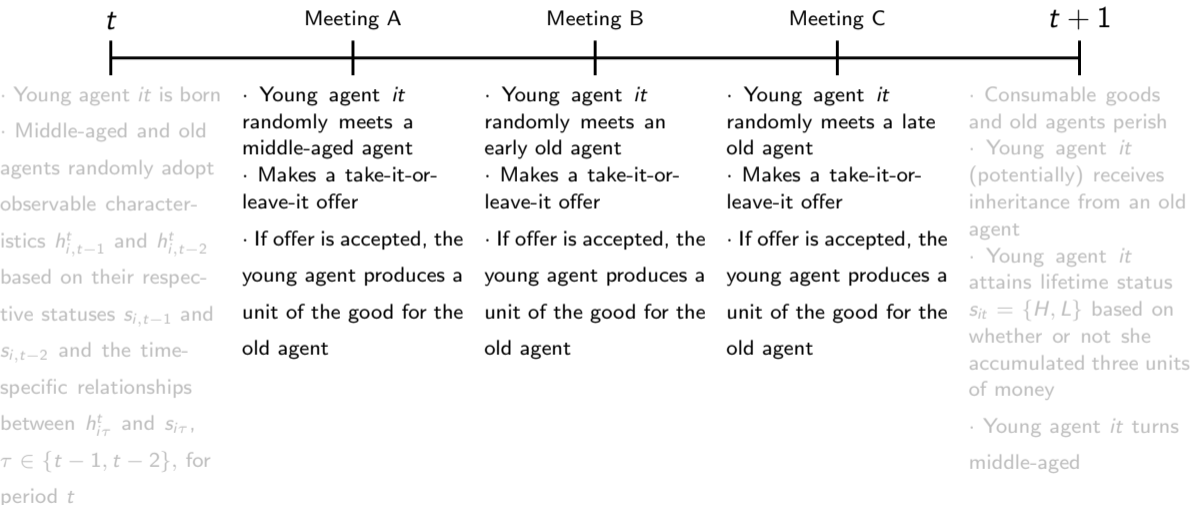 t
Meeting A
Meeting B
Meeting C
t + 1
· Young agent it is born
· Middle-aged and old
agents randomly adopt
observable character-
istics h^t_{i,t−1} and h^t_{i,t−2}
based on their respec-
tive statuses s_{i,t−1} and
s_{i,t−2} and the time-
specific relationships
between h^t_{iτ} and s_{iτ},
τ ∈ {t − 1, t − 2}, for
period t
· Young agent it
randomly meets a
middle-aged agent
· Makes a take-it-or-
leave-it offer
· If offer is accepted, the
young agent produces a
unit of the good for the
old agent
· Young agent it
randomly meets an
early old agent
· Makes a take-it-or-
leave-it offer
· If offer is accepted, the
young agent produces a
unit of the good for the
old agent
· Young agent it
randomly meets a late
old agent
· Makes a take-it-or-
leave-it offer
· If offer is accepted, the
young agent produces a
unit of the good for the
old agent
· Consumable goods
and old agents perish
· Young agent it
(potentially) receives
inheritance from an old
agent
· Young agent it
attains lifetime status
s_{it} = {H, L} based on
whether or not she
accumulated three units
of money
· Young agent it turns
middle-aged